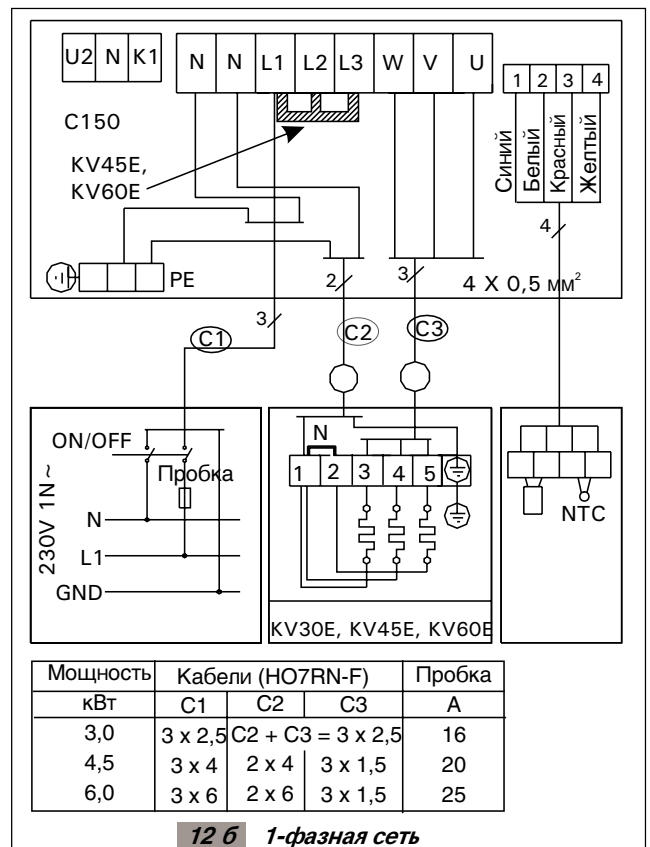 U2 N K1
N N L1 L2 L3 W V U
1 2 3 4
C150
Синий
Белый
Красный
Желтый
KV45E,
KV60E
4
PE
2
3
4 X 0,5 мм²
3
C1
C2
C3
ON/OFF
Пробка
230V 1N ~
N
L1
GND
N
1 2 3 4 5
KV30E, KV45E, KV60E
NTC
Мощность Кабели (HO7RN-F) Пробка
кВт C1 C2 C3 A
3,0 3 x 2,5 C2 + C3 = 3 x 2,5 16
4,5 3 x 4 2 x 4 3 x 1,5 20
6,0 3 x 6 2 x 6 3 x 1,5 25
12 б 1-фазная сеть